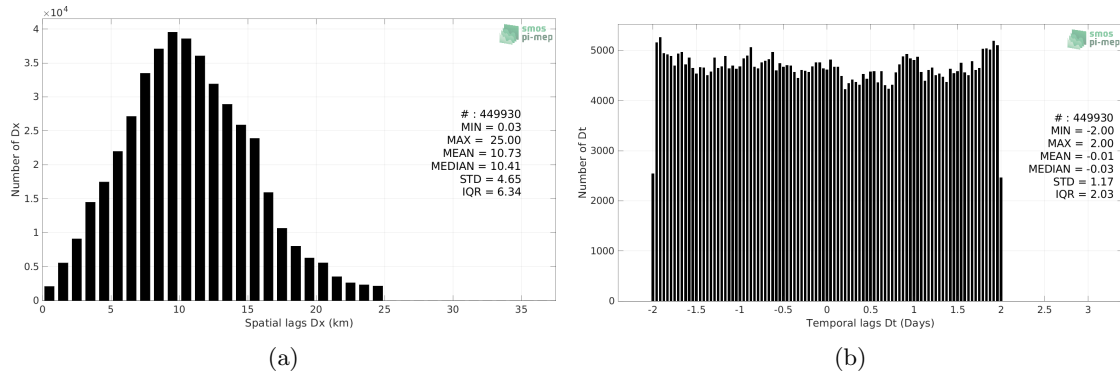 ×10⁴
4
3.5
3
2.5
2
1.5
1
0.5
0
0 5 10 15 20 25 30 35
Number of Dx
Spatial lags Dx (km)
smos
pi-mep
# : 449930
MIN = 0.03
MAX = 25.00
MEAN = 10.73
MEDIAN = 10.41
STD = 4.65
IQR = 6.34
(a)
5000
4000
3000
2000
1000
0
-2 -1.5 -1 -0.5 0 0.5 1 1.5 2 2.5 3
Number of Dt
Temporal lags Dt (Days)
smos
pi-mep
# : 449930
MIN = -2.00
MAX = 2.00
MEAN = -0.01
MEDIAN = -0.03
STD = 1.17
IQR = 2.03
(b)